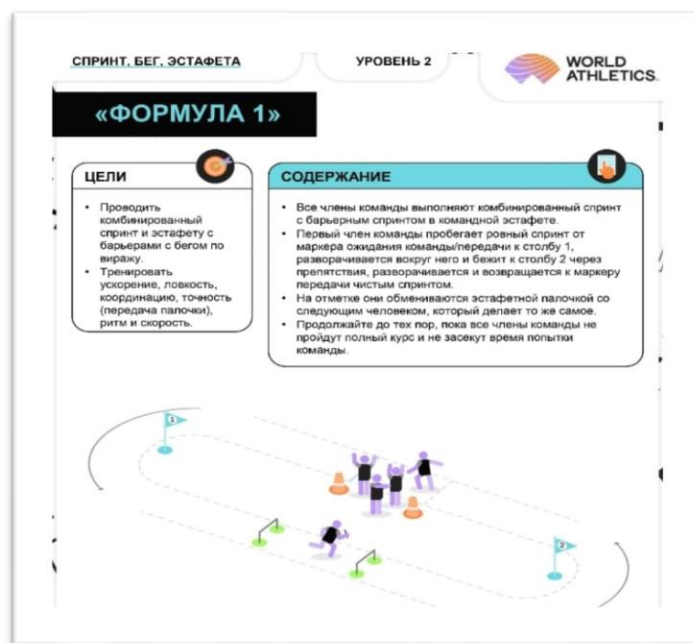 СПРИНТ. БЕГ. ЭСТАФЕТА
УРОВЕНЬ 2
WORLD
ATHLETICS.
«ФОРМУЛА 1»
ЦЕЛИ
• Проводить
комбинированный
спринт и эстафету с
барьерами с бегом по
виражу.
• Тренировать
ускорение, ловкость,
координацию, точность
(передача палочки),
ритм и скорость.
СОДЕРЖАНИЕ
• Все члены команды выполняют комбинированный спринт
с барьерным спринтом в командной эстафете.
• Первый член команды пробегает ровный спринт от
маркера ожидания команды/передачи к столбу 1,
разворачивается вокруг него и бежит к столбу 2 через
препятствия, разворачивается и возвращается к маркеру
передачи чистым спринтом.
• На отметке они обмениваются эстафетной палочкой со
следующим человеком, который делает то же самое.
• Продолжайте до тех пор, пока все члены команды не
пройдут полный курс и не засекут время попытки
команды.
1
2